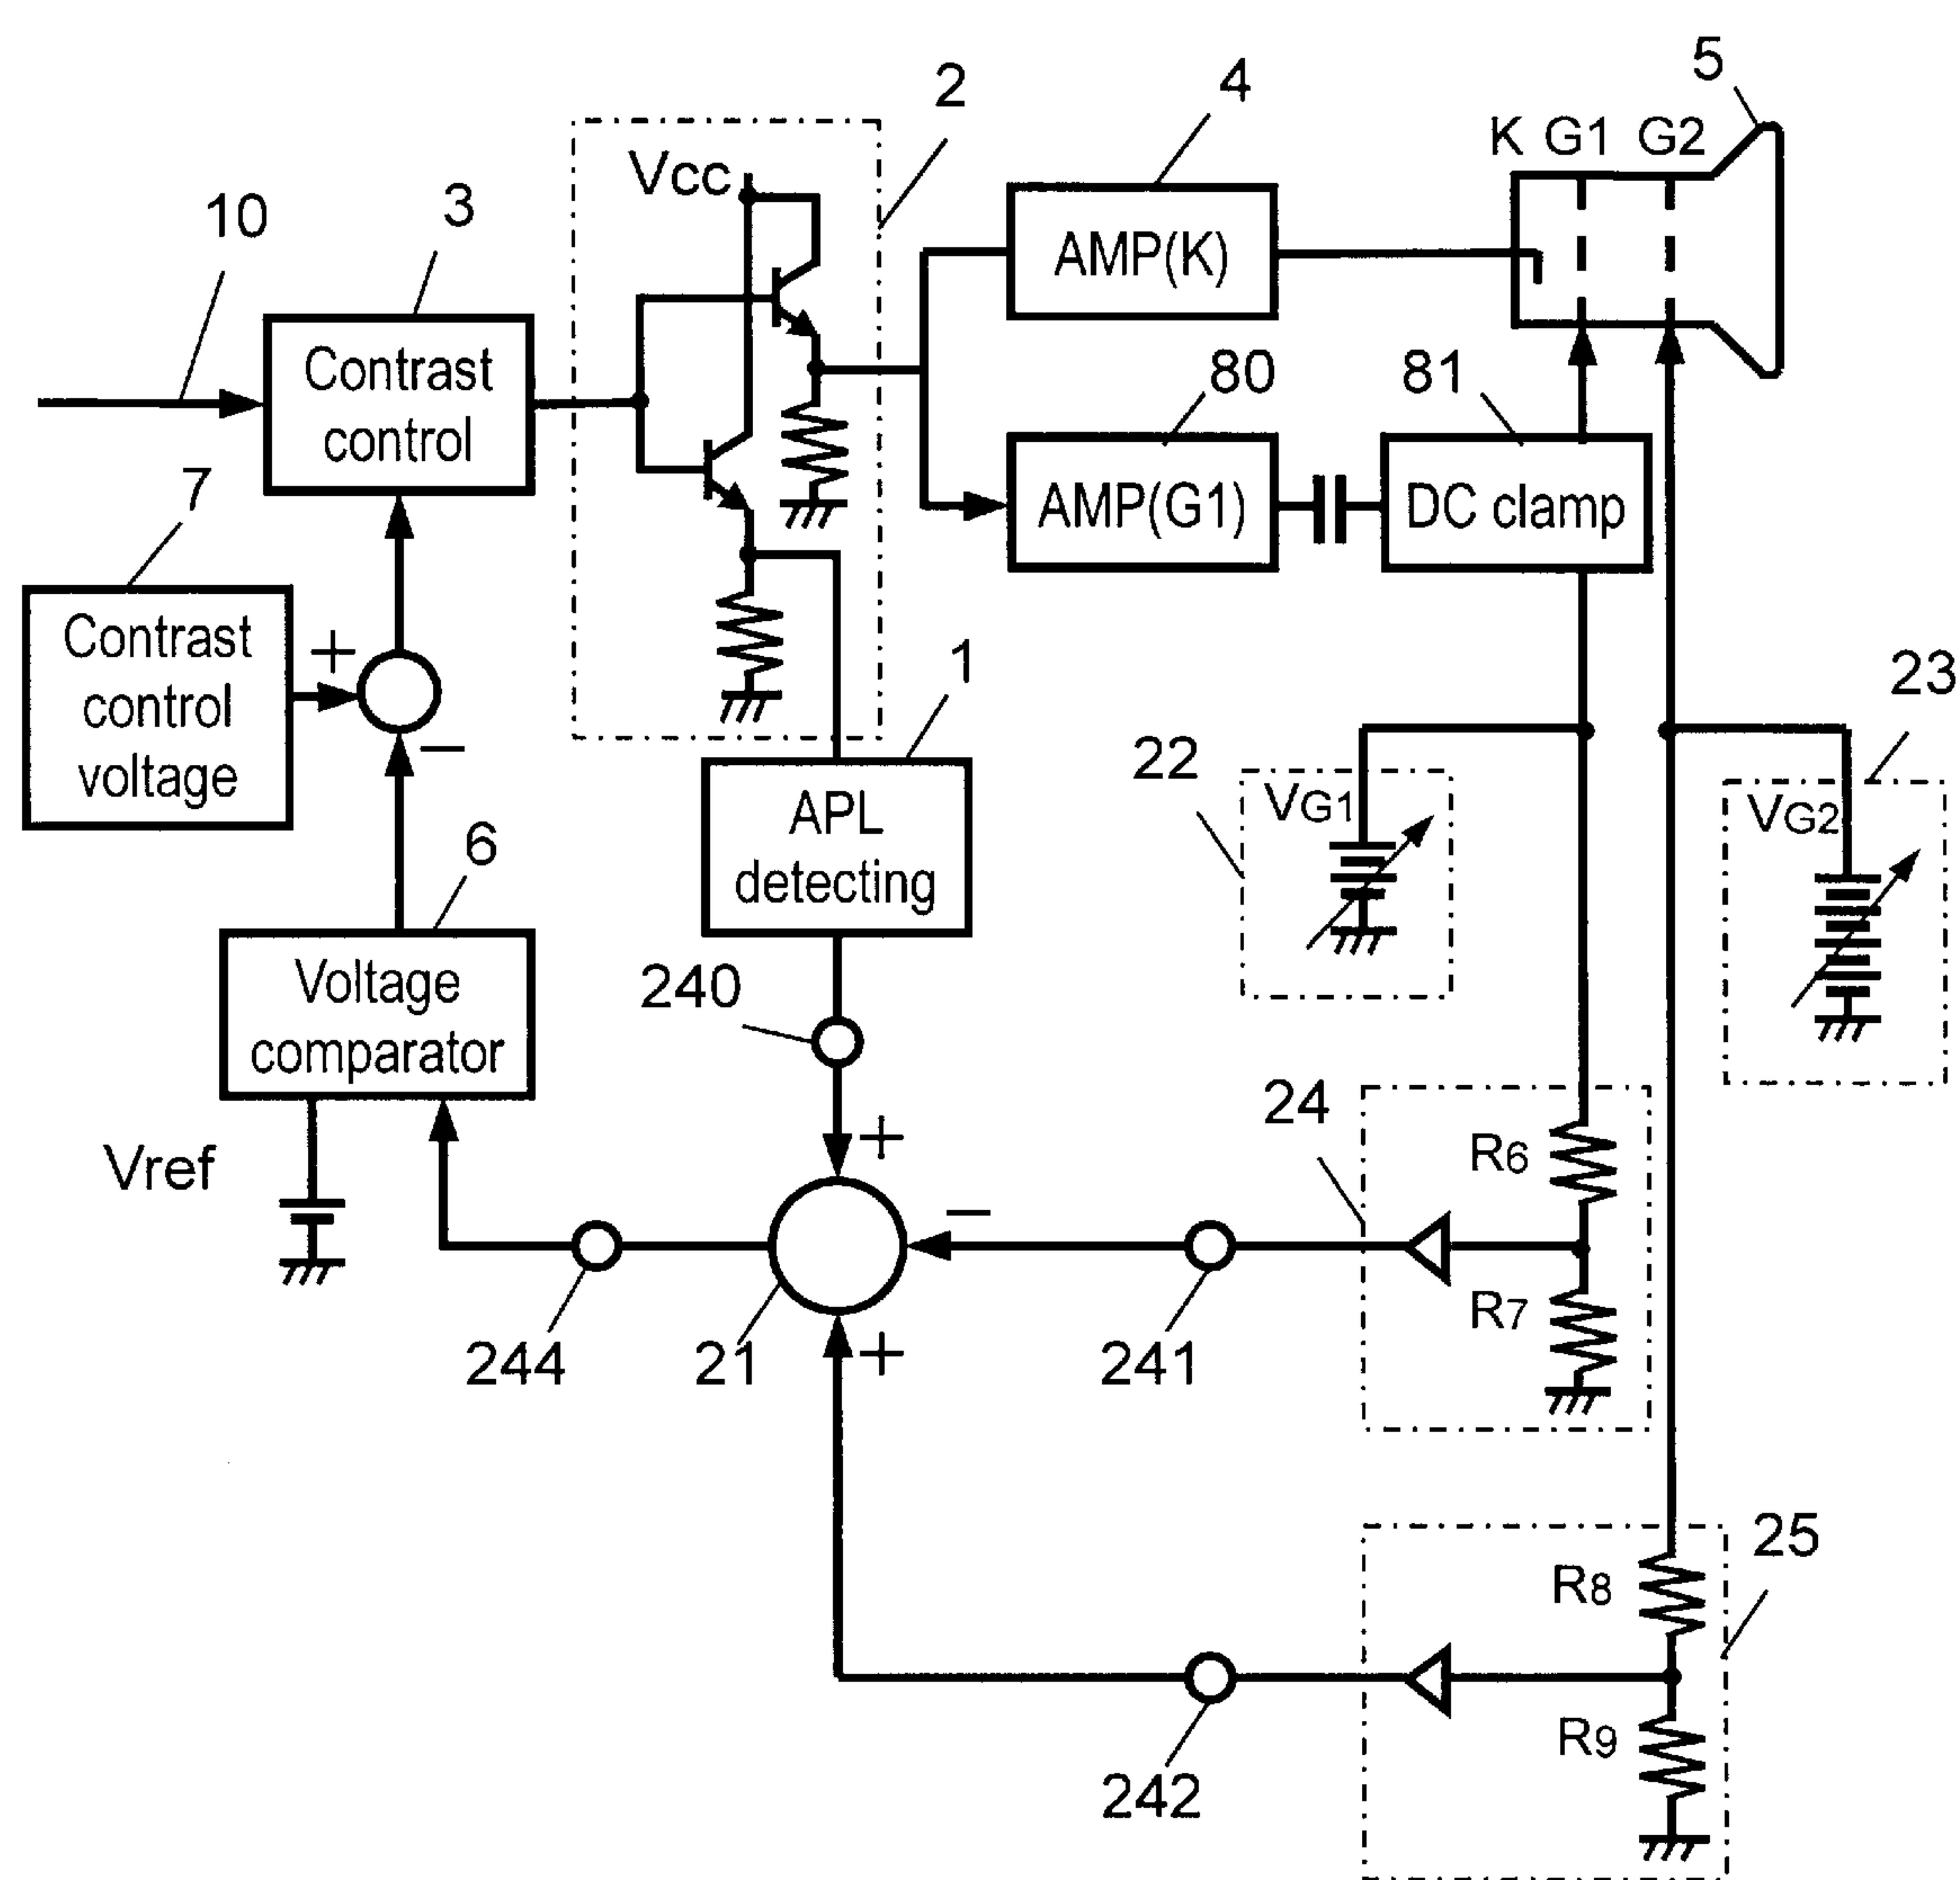 5
2
4
K G1 G2
Vcc
3
10
AMP(K)
Contrast
control
80
81
7
AMP(G1)
DC clamp
Contrast
control
voltage
+
−
1
23
22
VG1
VG2
APL
detecting
6
240
Voltage
comparator
24
Vref
+
R6
−
R7
244
21
+
241
25
R8
R9
242